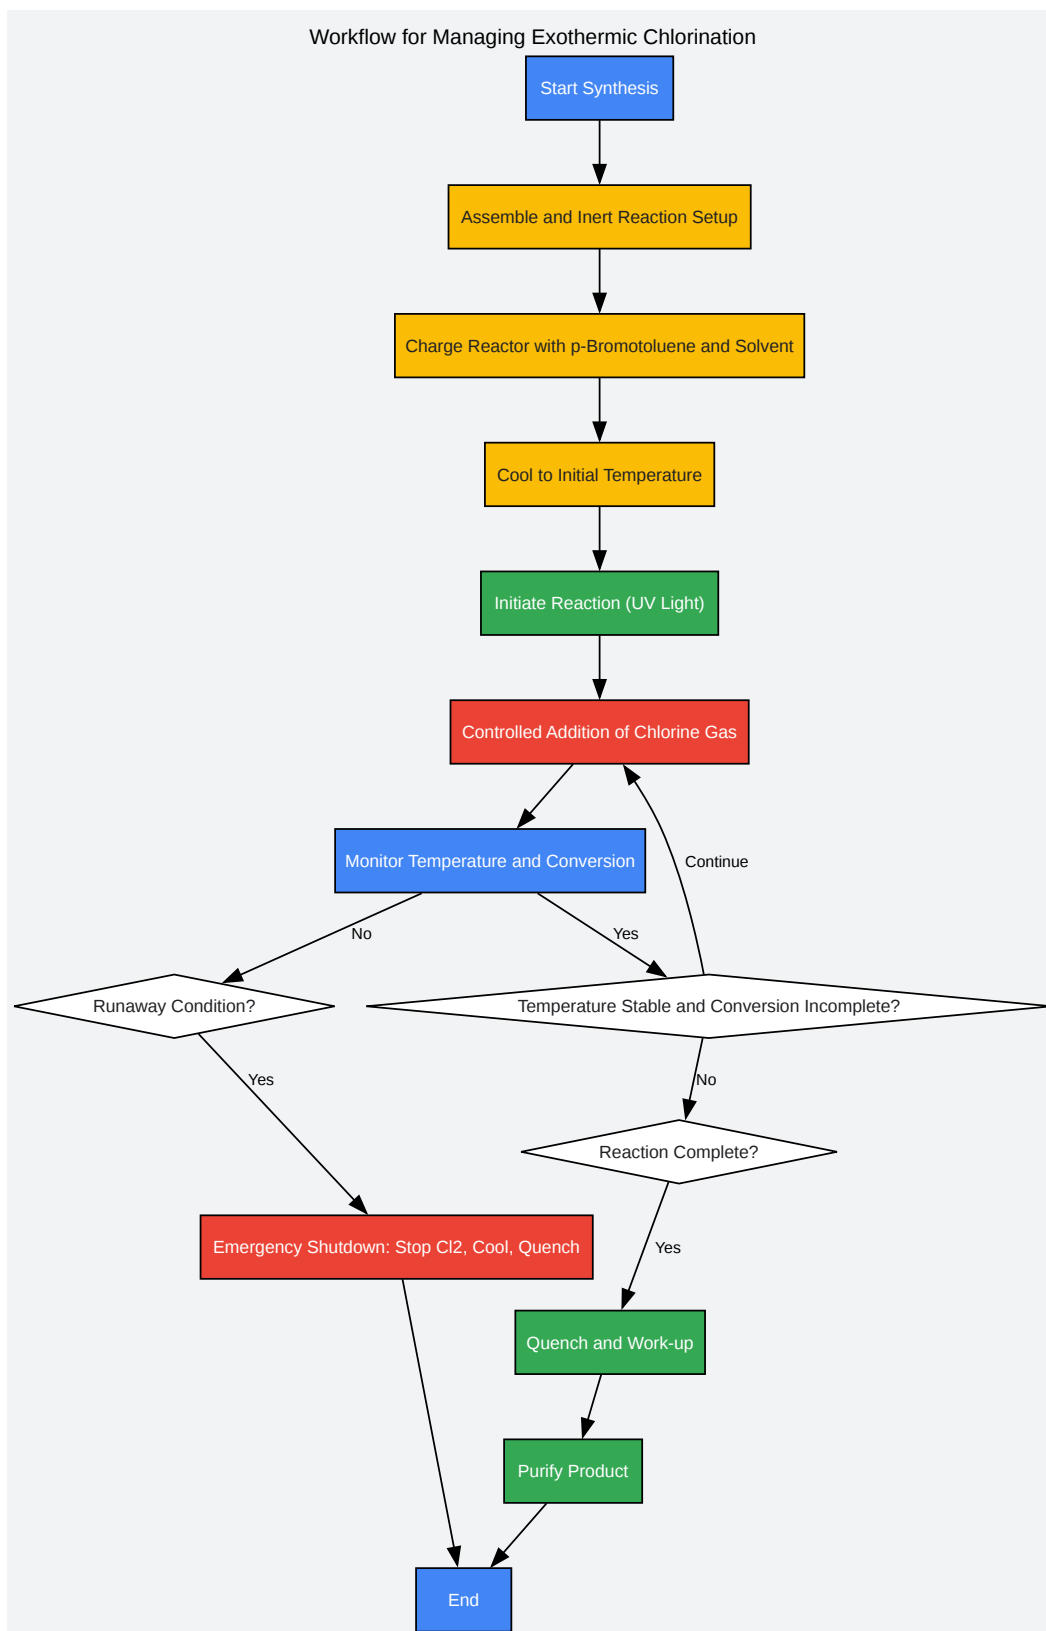 Workflow for Managing Exothermic Chlorination
Start Synthesis
Assemble and Inert Reaction Setup
Charge Reactor with p-Bromotoluene and Solvent
Cool to Initial Temperature
Initiate Reaction (UV Light)
Controlled Addition of Chlorine Gas
Monitor Temperature and Conversion
Continue
No
Yes
Runaway Condition?
Temperature Stable and Conversion Incomplete?
Yes
No
Reaction Complete?
Emergency Shutdown: Stop Cl2, Cool, Quench
Yes
Quench and Work-up
Purify Product
End